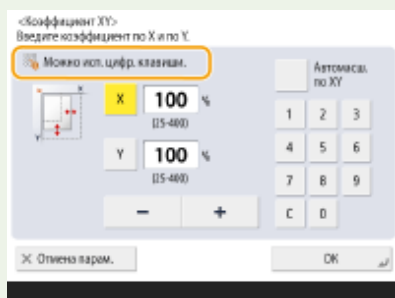 <Коэффициент XY>
Введите коэффициент по X и по Y.
Можно исп. цифр. клавиши.
Автомасш.
по XY
X
X 100 %
(25-400)
Y
Y 100 %
(25-400)
1 2 3
4 5 6
7 8 9
C 0
- +
× Отмена парам.
OK